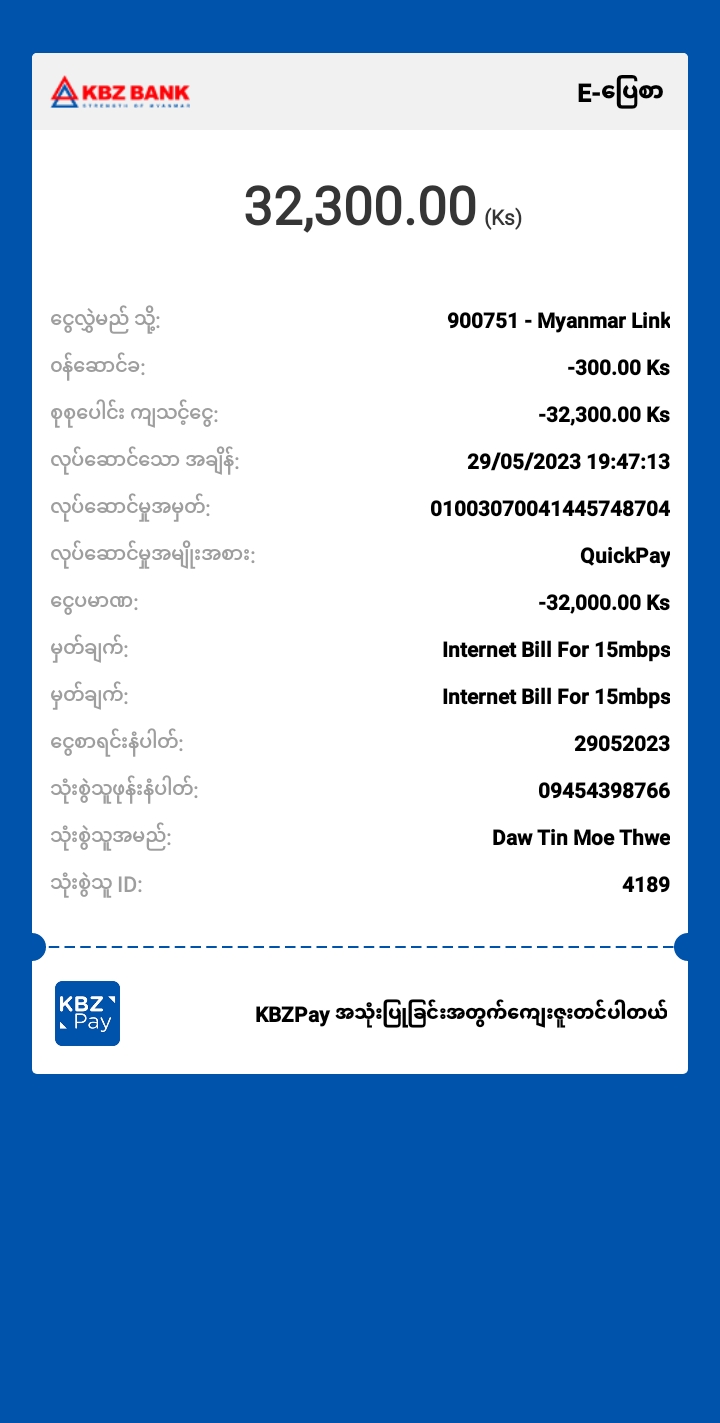 KBZ BANK
STRENGTH OF MYANMAR
E-ပြေစာ
32,300.00 (Ks)
ငွေလွှဲမည် သို့: 900751 - Myanmar Link
ဝန်ဆောင်ခ: -300.00 Ks
စုစုပေါင်း ကျသင့်ငွေ: -32,300.00 Ks
လုပ်ဆောင်သော အချိန်: 29/05/2023 19:47:13
လုပ်ဆောင်မှုအမှတ်: 01003070041445748704
လုပ်ဆောင်မှုအမျိုးအစား: QuickPay
ငွေပမာဏ: -32,000.00 Ks
မှတ်ချက်: Internet Bill For 15mbps
မှတ်ချက်: Internet Bill For 15mbps
ငွေစာရင်းနံပါတ်: 29052023
သုံးစွဲသူဖုန်းနံပါတ်: 09454398766
သုံးစွဲသူအမည်: Daw Tin Moe Thwe
သုံးစွဲသူ ID: 4189
KBZ
Pay
KBZPay အသုံးပြုခြင်းအတွက်ကျေးဇူးတင်ပါတယ်